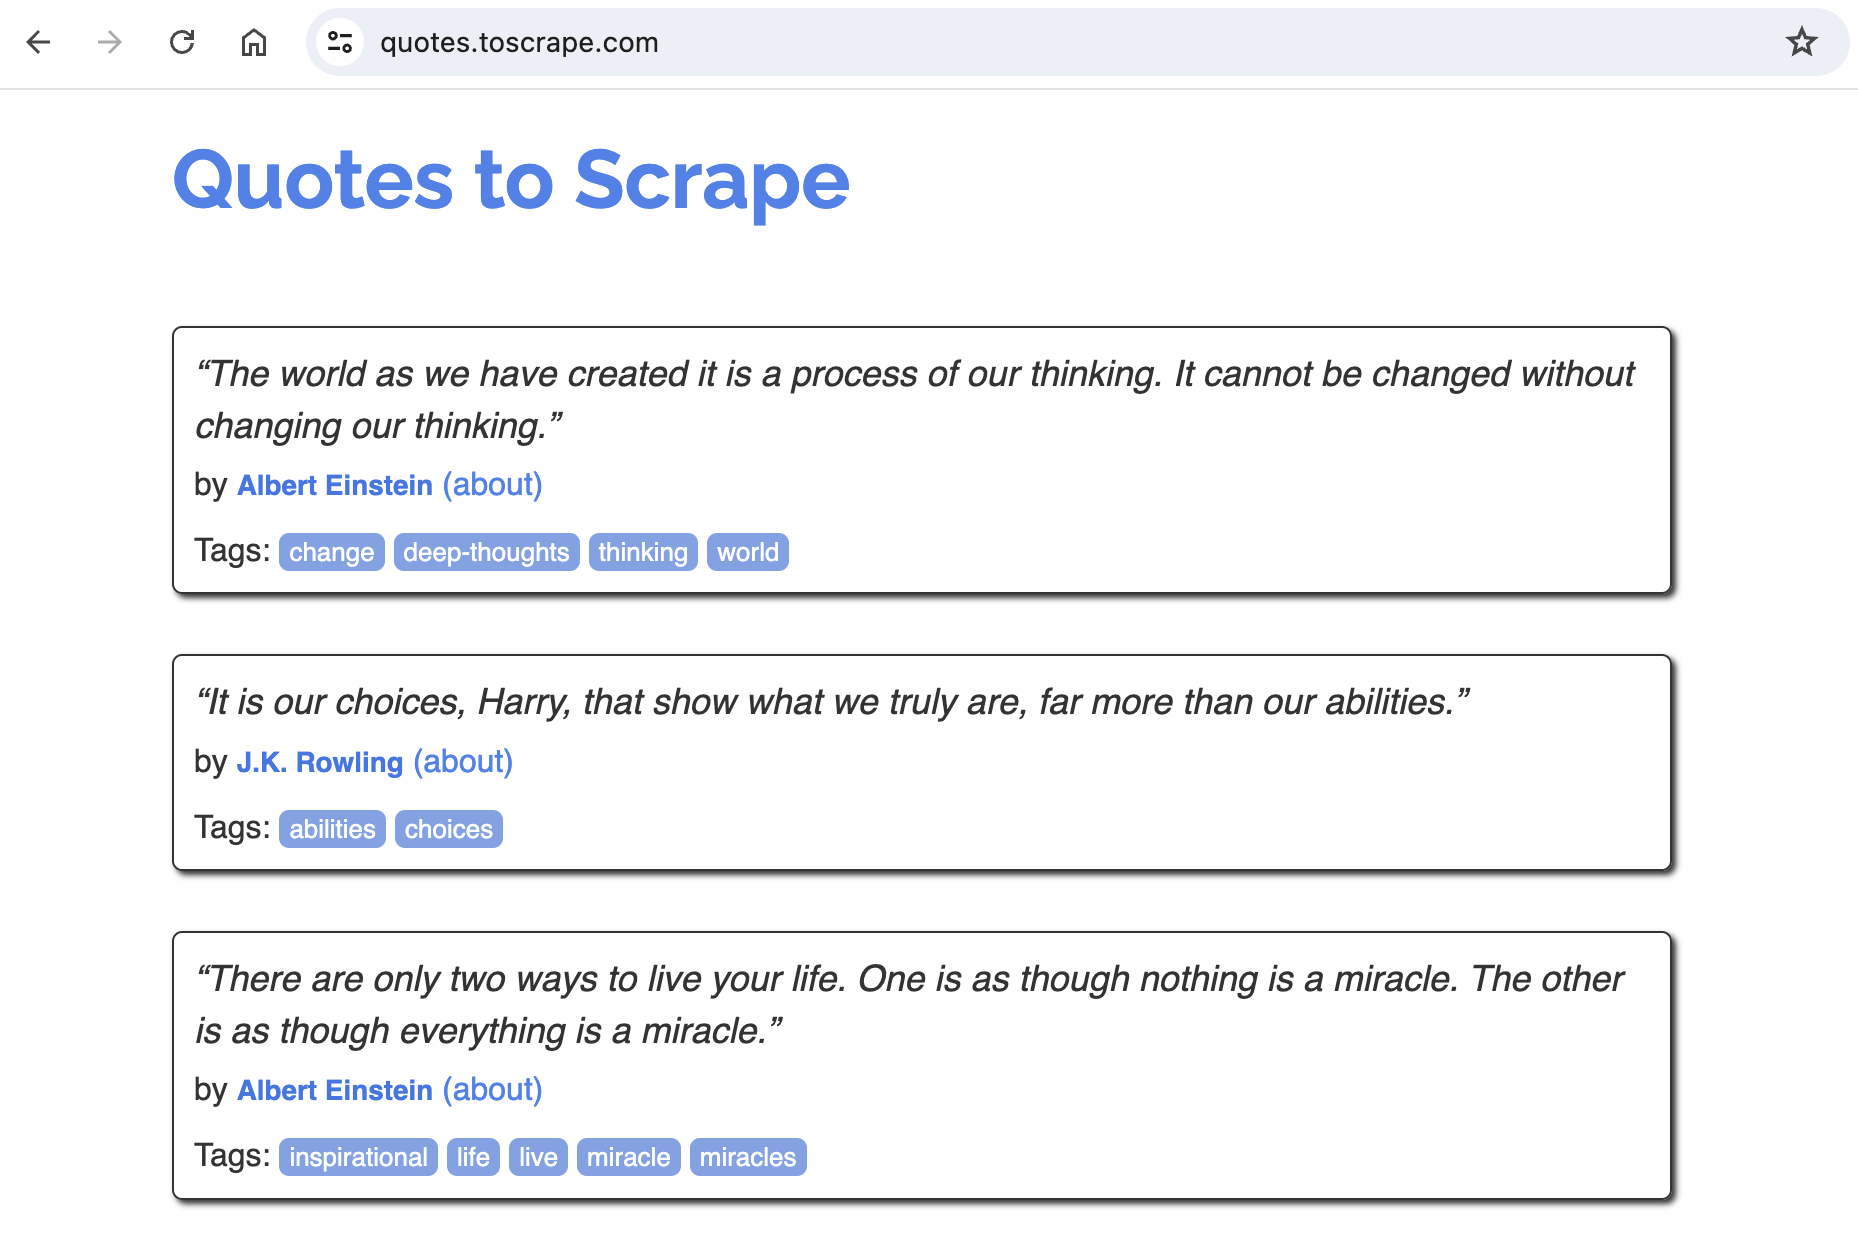 quotes.toscrape.com
Quotes to Scrape
“The world as we have created it is a process of our thinking. It cannot be changed without
changing our thinking.”
by Albert Einstein (about)
Tags: change deep-thoughts thinking world
“It is our choices, Harry, that show what we truly are, far more than our abilities.”
by J.K. Rowling (about)
Tags: abilities choices
“There are only two ways to live your life. One is as though nothing is a miracle. The other
is as though everything is a miracle.”
by Albert Einstein (about)
Tags: inspirational life live miracle miracles